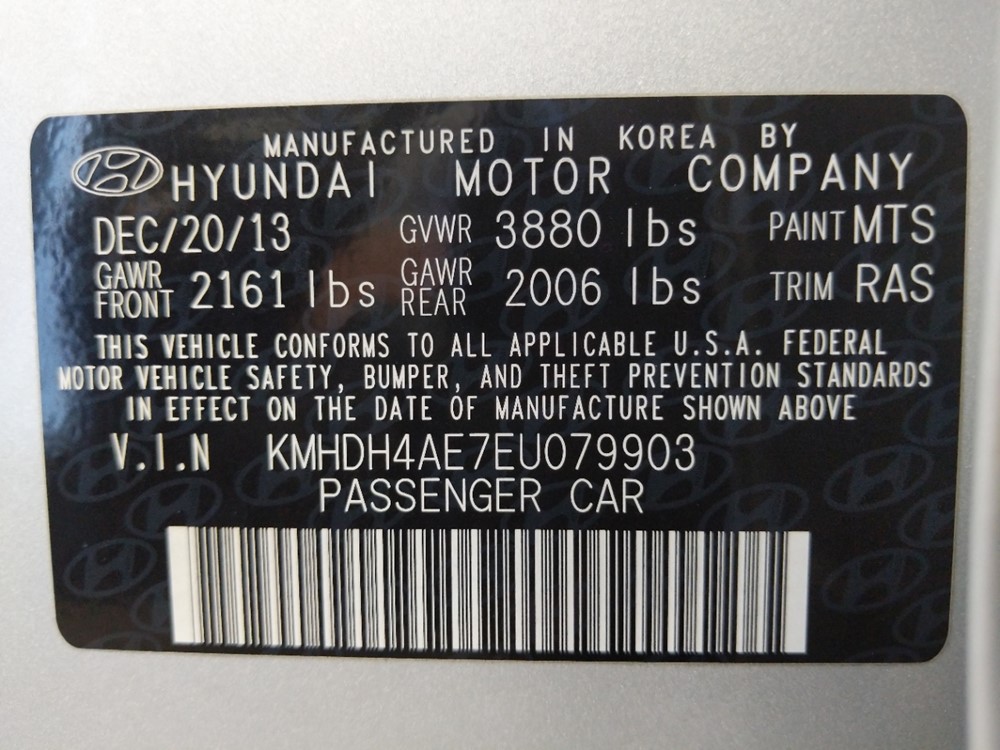 MANUFACTURED IN KOREA BY
HYUNDAI MOTOR COMPANY
DEC/20/13 GVWR 3880 lbs PAINT MTS
GAWR FRONT 2161 lbs GAWR REAR 2006 lbs TRIM RAS
THIS VEHICLE CONFORMS TO ALL APPLICABLE U.S.A. FEDERAL
MOTOR VEHICLE SAFETY, BUMPER, AND THEFT PREVENTION STANDARDS
IN EFFECT ON THE DATE OF MANUFACTURE SHOWN ABOVE
V.I.N KMHDH4AE7EU079903
PASSENGER CAR